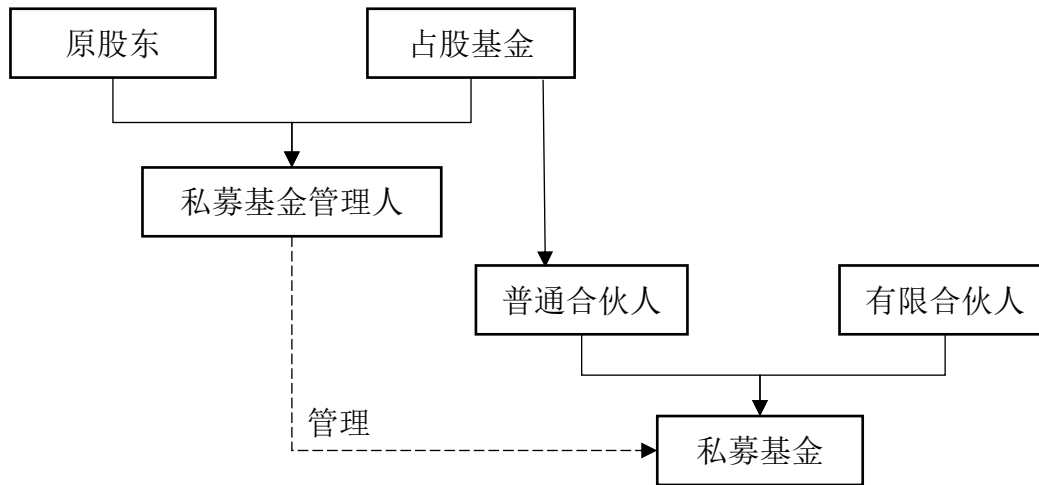 原股东
占股基金
私募基金管理人
普通合伙人
有限合伙人
管理
私募基金